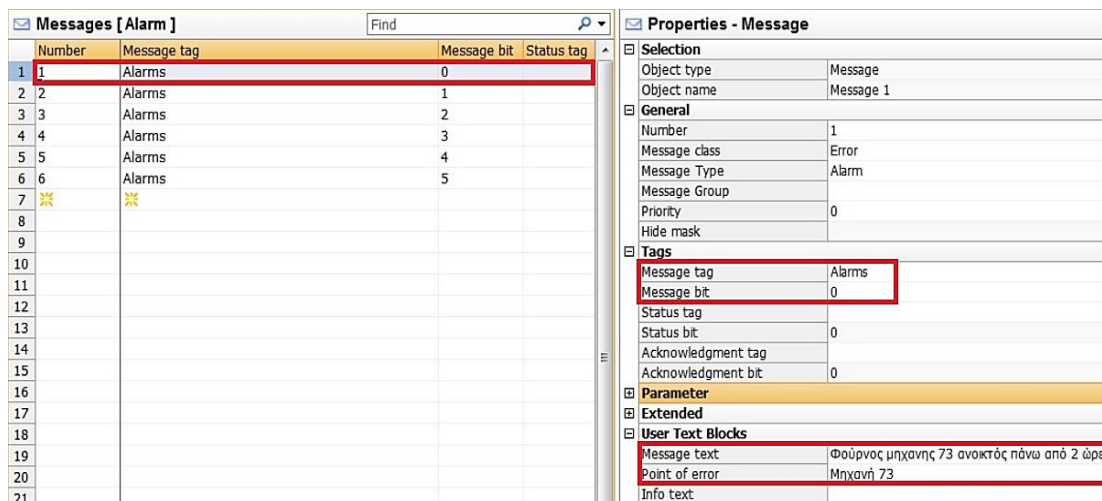 Messages [ Alarm ]
Find
Number Message tag Message bit Status tag
1 1 Alarms 0
2 2 Alarms 1
3 3 Alarms 2
4 4 Alarms 3
5 5 Alarms 4
6 6 Alarms 5
7
8
9
10
11
12
13
14
15
16
17
18
19
20
21
Properties - Message
Selection
Object type Message
Object name Message 1
General
Number 1
Message class Error
Message Type Alarm
Message Group
Priority 0
Hide mask
Tags
Message tag Alarms
Message bit 0
Status tag
Status bit 0
Acknowledgment tag
Acknowledgment bit 0
Parameter
Extended
User Text Blocks
Message text Φούρνος μηχανης 73 ανοικτός πάνω από 2 ώρε
Point of error Μηχανή 73
Info text